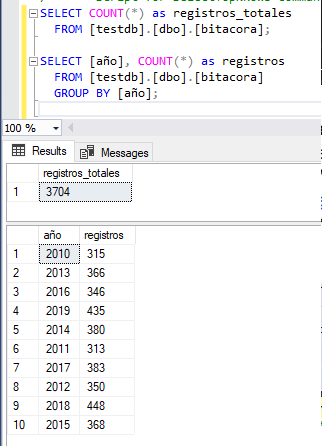 SELECT COUNT(*) as registros_totales
FROM [testdb].[dbo].[bitacora];
SELECT [año], COUNT(*) as registros
FROM [testdb].[dbo].[bitacora]
GROUP BY [año];
100 %
Results Messages
registros_totales
1 3704
año registros
1 2010 315
2 2013 366
3 2016 346
4 2019 435
5 2014 380
6 2011 313
7 2017 383
8 2012 350
9 2018 448
10 2015 368